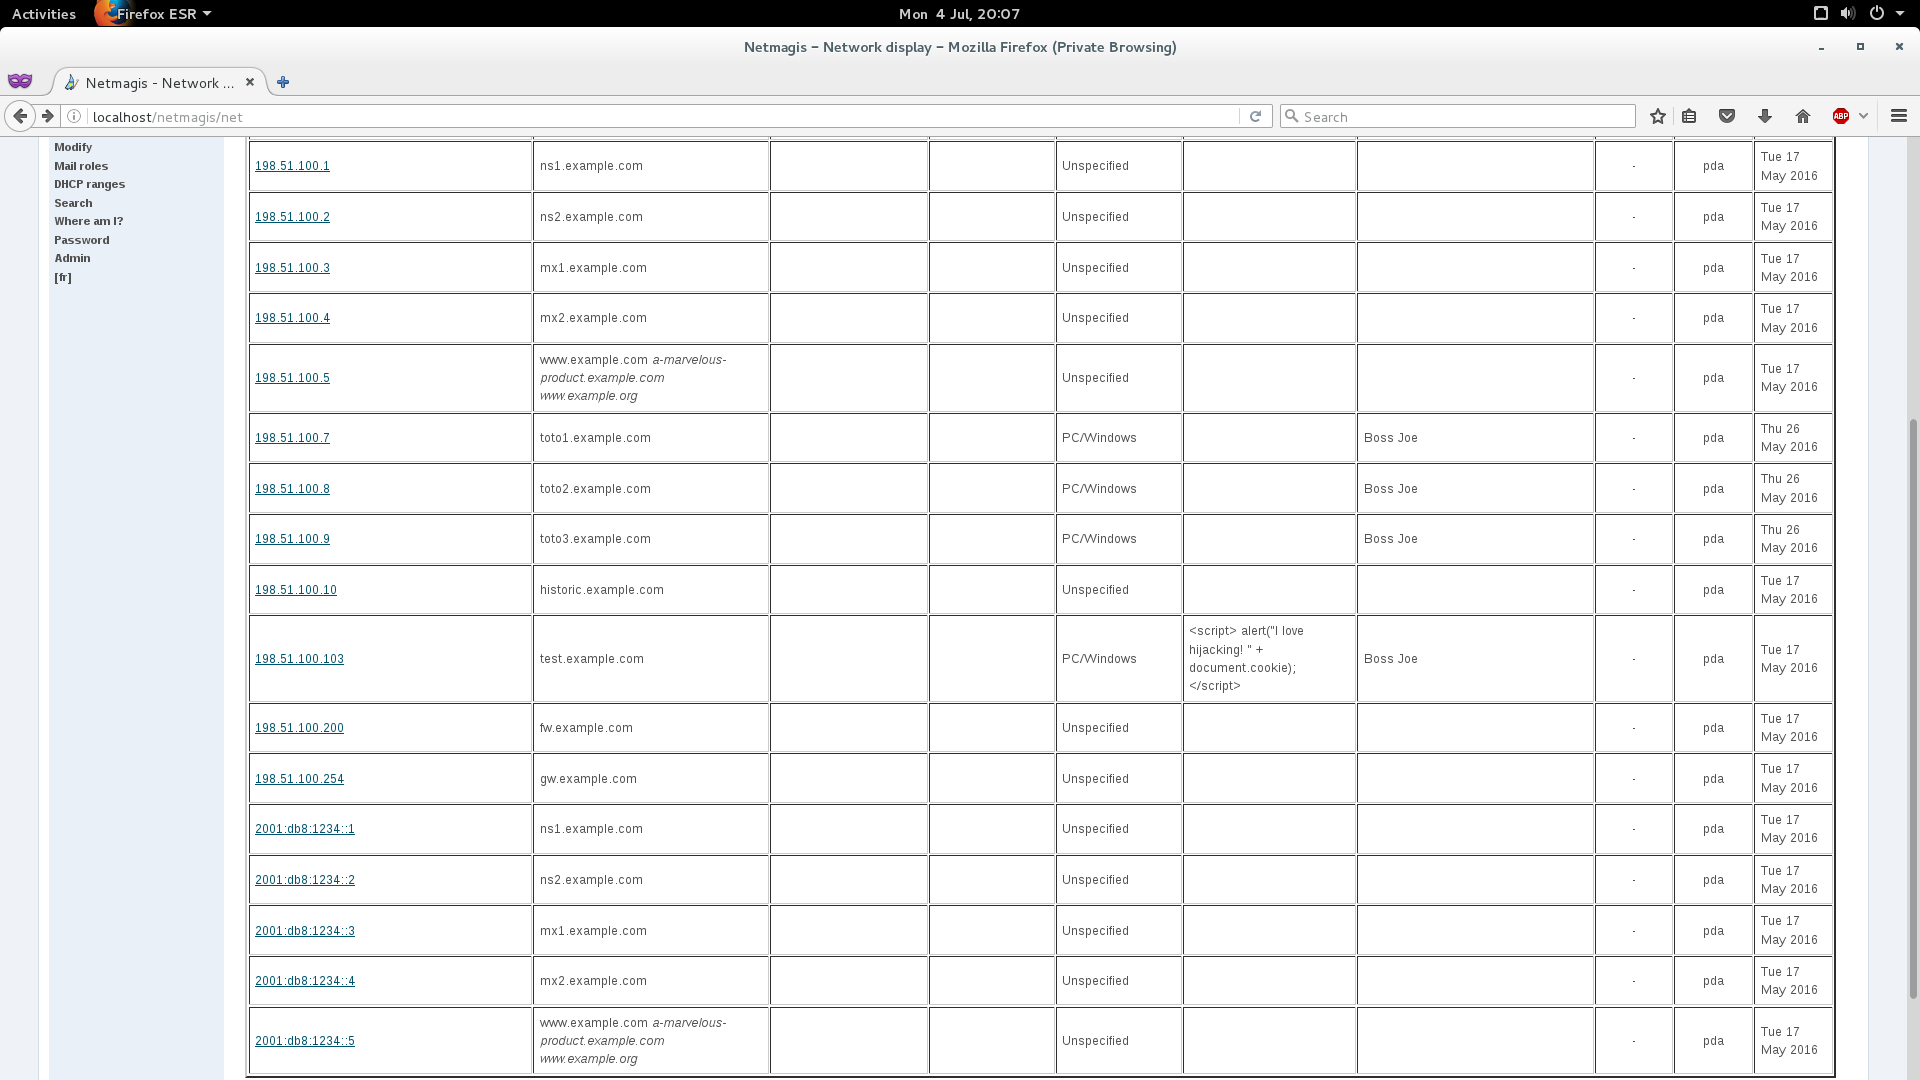 Activities Firefox ESR Mon 4 Jul, 20:07
Netmagis – Network display – Mozilla Firefox (Private Browsing)
Netmagis - Network ...
localhost/netmagis/net Search ABP
Modify
Mail roles
DHCP ranges
Search
Where am I?
Password
Admin
[fr]
198.51.100.1 ns1.example.com Unspecified - pda Tue 17
May 2016
198.51.100.2 ns2.example.com Unspecified - pda Tue 17
May 2016
198.51.100.3 mx1.example.com Unspecified - pda Tue 17
May 2016
198.51.100.4 mx2.example.com Unspecified - pda Tue 17
May 2016
198.51.100.5 www.example.com a-marvelous-
product.example.com
www.example.org Unspecified - pda Tue 17
May 2016
198.51.100.7 toto1.example.com PC/Windows Boss Joe - pda Thu 26
May 2016
198.51.100.8 toto2.example.com PC/Windows Boss Joe - pda Thu 26
May 2016
198.51.100.9 toto3.example.com PC/Windows Boss Joe - pda Thu 26
May 2016
198.51.100.10 historic.example.com Unspecified - pda Tue 17
May 2016
198.51.100.103 test.example.com PC/Windows <script> alert("I love
hijacking! " +
document.cookie);
</script> Boss Joe - pda Tue 17
May 2016
198.51.100.200 fw.example.com Unspecified - pda Tue 17
May 2016
198.51.100.254 gw.example.com Unspecified - pda Tue 17
May 2016
2001:db8:1234::1 ns1.example.com Unspecified - pda Tue 17
May 2016
2001:db8:1234::2 ns2.example.com Unspecified - pda Tue 17
May 2016
2001:db8:1234::3 mx1.example.com Unspecified - pda Tue 17
May 2016
2001:db8:1234::4 mx2.example.com Unspecified - pda Tue 17
May 2016
2001:db8:1234::5 www.example.com a-marvelous-
product.example.com
www.example.org Unspecified - pda Tue 17
May 2016